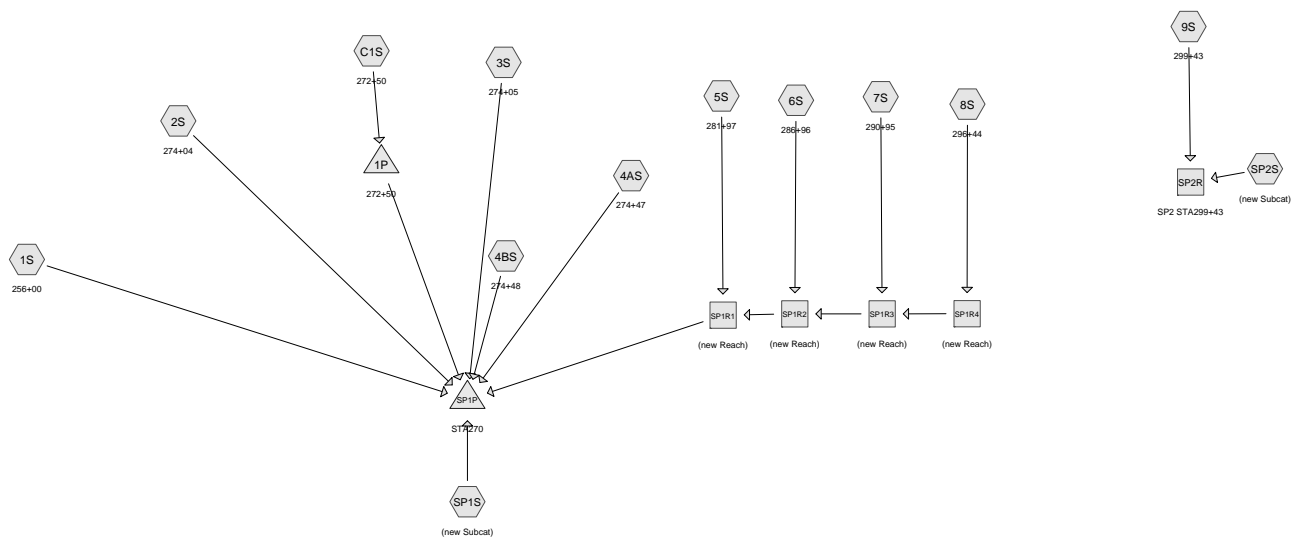 9S
299+43
C1S
272+50
3S
274+05
5S
281+97
6S
286+96
7S
290+95
8S
296+44
2S
274+04
1P
272+50
4AS
274+47
SP2R
SP2 STA299+43
SP2S
(new Subcat)
1S
256+00
4BS
274+48
SP1R1
(new Reach)
SP1R2
(new Reach)
SP1R3
(new Reach)
SP1R4
(new Reach)
SP1P
STA270
SP1S
(new Subcat)